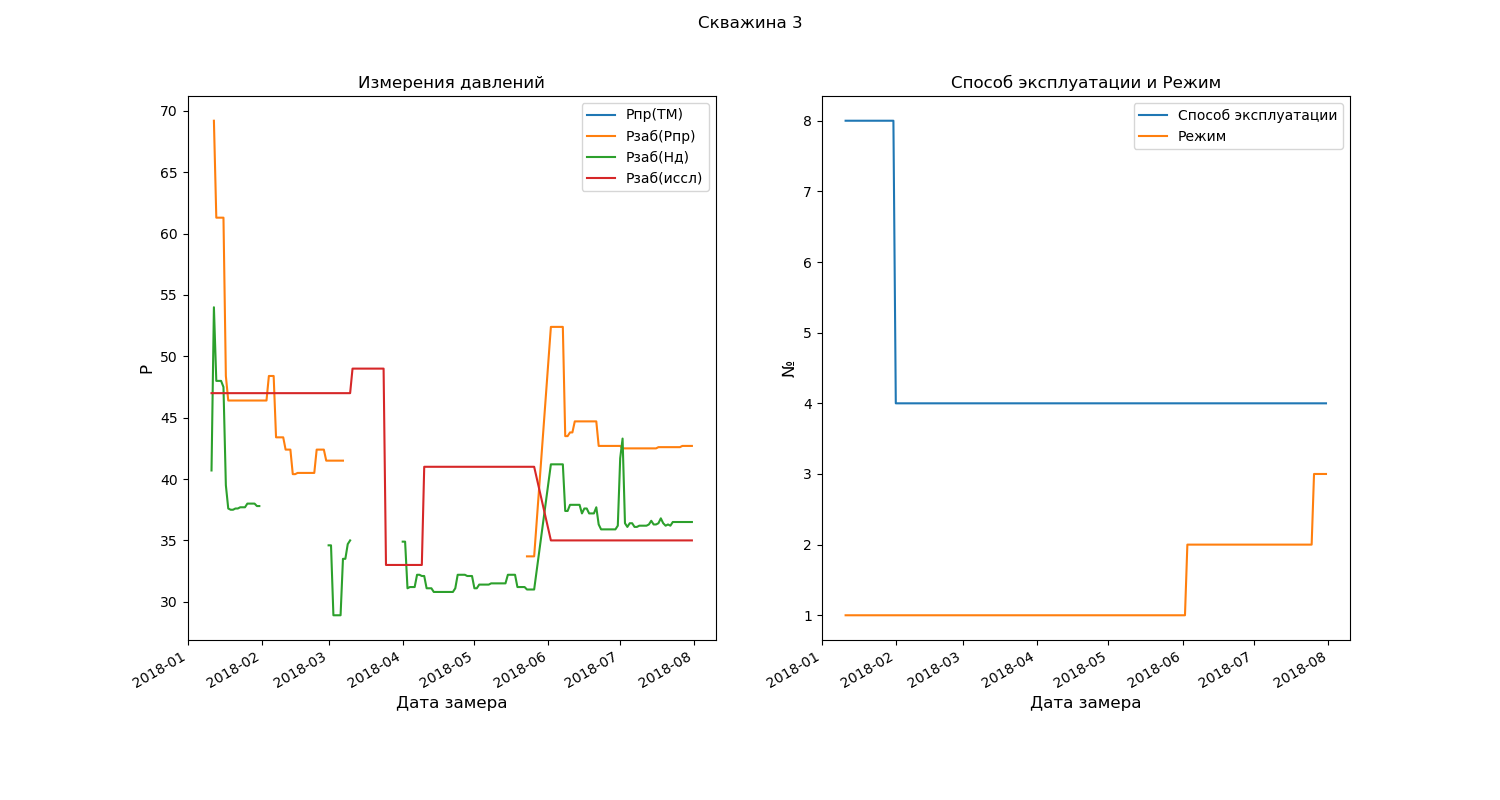 Скважина 3
Измерения давлений
70
65
60
55
50
45
40
35
30
P
Рпр(ТМ)
Рзаб(Рпр)
Рзаб(Нд)
Рзаб(иссл)
2018-01
2018-02
2018-03
2018-04
2018-05
2018-06
2018-07
2018-08
Дата замера
Способ эксплуатации и Режим
8
7
6
5
4
3
2
1
№
Способ эксплуатации
Режим
2018-01
2018-02
2018-03
2018-04
2018-05
2018-06
2018-07
2018-08
Дата замера